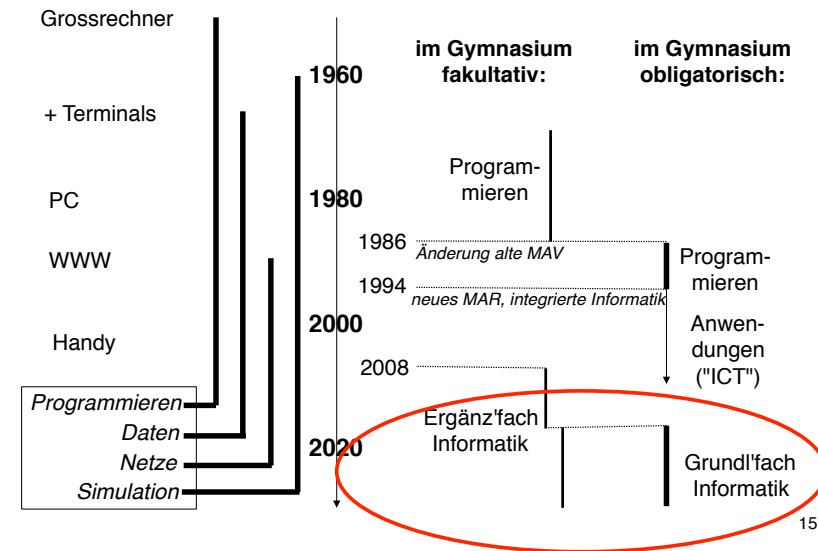 Grossrechner
+ Terminals
PC
WWW
Handy
Programmieren
Daten
Netze
Simulation
1960
1980
2000
2020
im Gymnasium
fakultativ:
im Gymnasium
obligatorisch:
Program-
mieren
1986
Änderung alte MAV
1994
neues MAR, integrierte Informatik
Program-
mieren
Anwen-
dungen
("ICT")
2008
Ergänz'fach
Informatik
Grundl'fach
Informatik
15